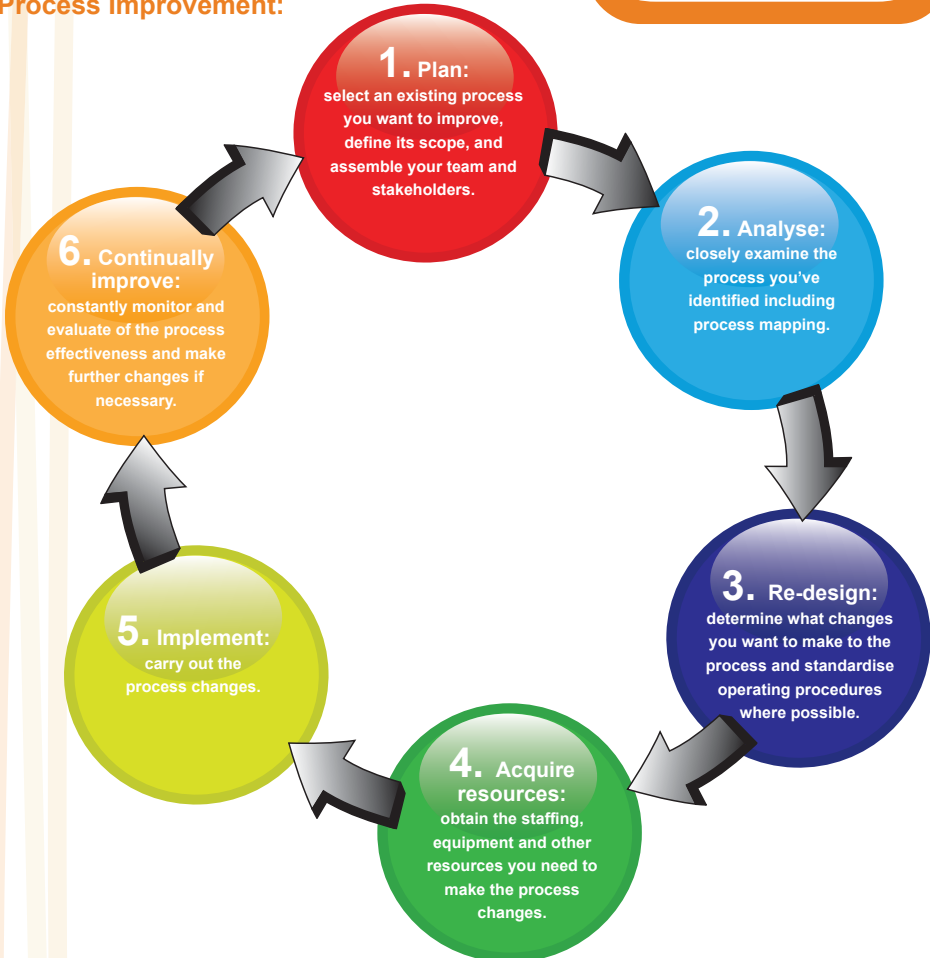 Process Improvement:
1. Plan:
select an existing process
you want to improve,
define its scope, and
assemble your team and
stakeholders.
2. Analyse:
closely examine the
process you've
identified including
process mapping.
3. Re-design:
determine what changes
you want to make to the
process and standardise
operating procedures
where possible.
4. Acquire
resources:
obtain the staffing,
equipment and other
resources you need to
make the process
changes.
5. Implement:
carry out the
process changes.
6. Continually
improve:
constantly monitor and
evaluate of the process
effectiveness and make
further changes if
necessary.